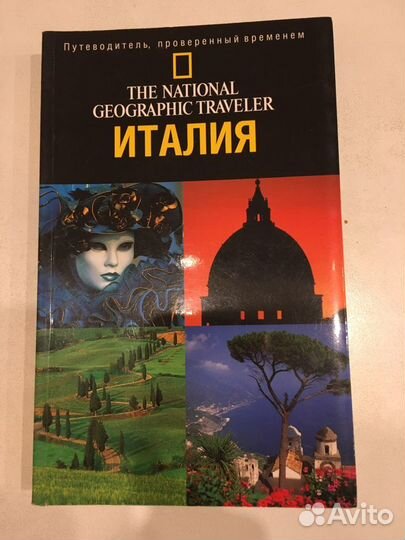 Путеводитель, проверенный временем
THE NATIONAL
GEOGRAPHIC TRAVELER
ИТАЛИЯ
Avito